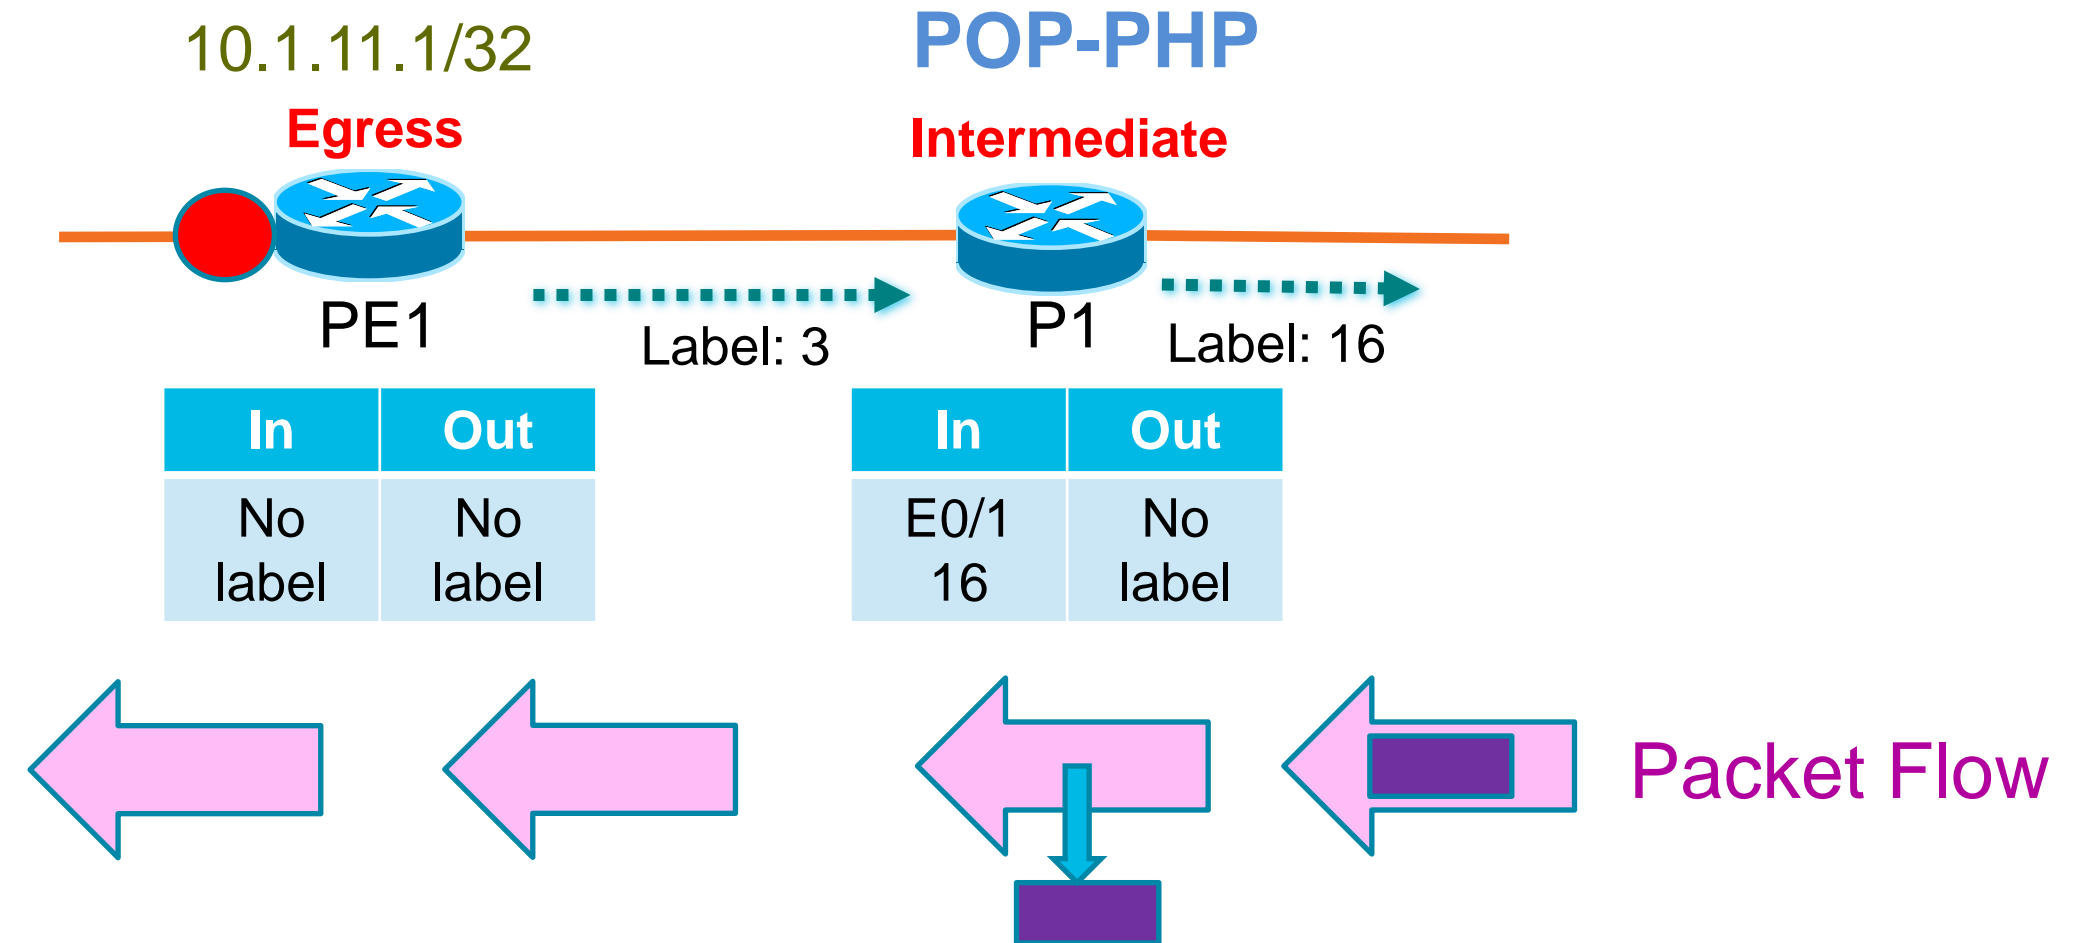 10.1.11.1/32
POP-PHP
Egress
Intermediate
PE1
Label: 3
P1
Label: 16
In
Out
No
label
No
label
In
Out
E0/1
16
No
label
Packet Flow